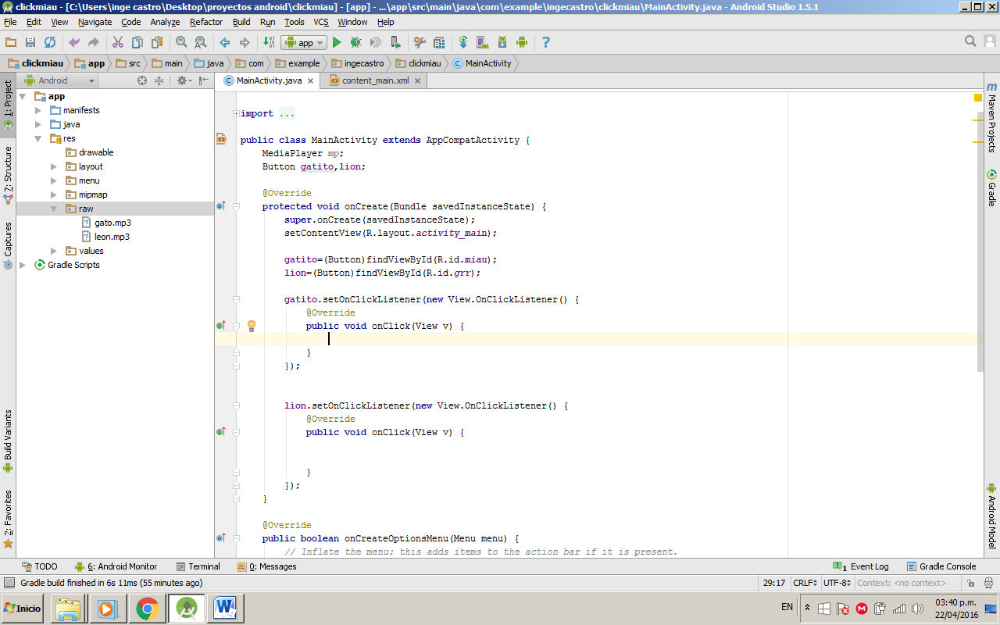 clickmiau - [C:\Users\inge castro\Desktop\proyectos android\clickmiau] - [app] - ...\app\src\main\java\com\example\ingecastro\clickmiau\MainActivity.java - Android Studio 1.5.1
File Edit View Navigate Code Analyze Refactor Build Run Tools VCS Window Help
app
clickmiau app src main java com example ingecastro clickmiau MainActivity
Android
MainActivity.java
content_main.xml
1: Project
7: Structure
Captures
Build Variants
2: Favorites
app
manifests
java
res
drawable
layout
menu
mipmap
raw
gato.mp3
leon.mp3
values
Gradle Scripts
import ...
public class MainActivity extends AppCompatActivity {
MediaPlayer mp;
Button gatito,lion;
@Override
protected void onCreate(Bundle savedInstanceState) {
super.onCreate(savedInstanceState);
setContentView(R.layout.activity_main);
gatito=(Button)findViewById(R.id.miau);
lion=(Button)findViewById(R.id.grr);
gatito.setOnClickListener(new View.OnClickListener() {
@Override
public void onClick(View v) {
}
});
lion.setOnClickListener(new View.OnClickListener() {
@Override
public void onClick(View v) {
}
});
}
@Override
public boolean onCreateOptionsMenu(Menu menu) {
// Inflate the menu; this adds items to the action bar if it is present.
Maven Projects
Gradle
Android Model
TODO
6: Android Monitor
Terminal
0: Messages
1 Event Log
Gradle Console
Gradle build finished in 6s 11ms (55 minutes ago)
29:17 CRLF UTF-8 Context: <no context>
Inicio
EN
03:40 p.m.
22/04/2016